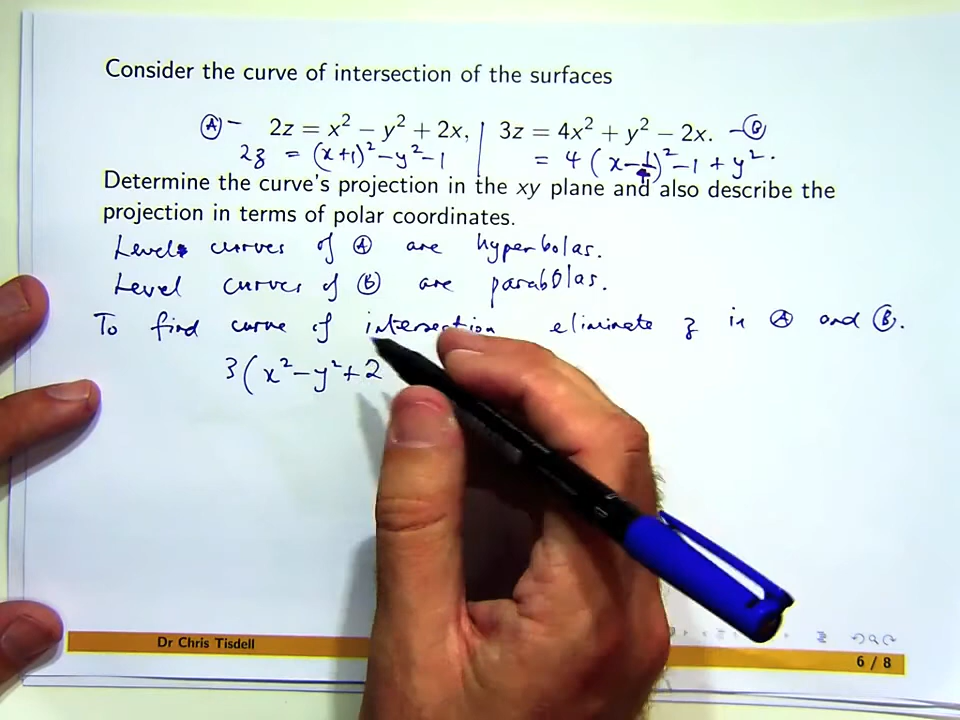 Consider the curve of intersection of the surfaces
Ⓐ – 2z = x² − y² + 2x, | 3z = 4x² + y² − 2x. – Ⓑ
2z = (x+1)² − y² − 1 | = 4(x − 1/4)² − 1 + y².
Determine the curve's projection in the xy plane and also describe the
projection in terms of polar coordinates.
Level curves of Ⓐ are hyperbolas.
Level curves of Ⓑ are parabolas.
To find curve of intersection eliminate z in Ⓐ and Ⓑ.
3(x² − y² + 2
Dr Chris Tisdell
6 / 8